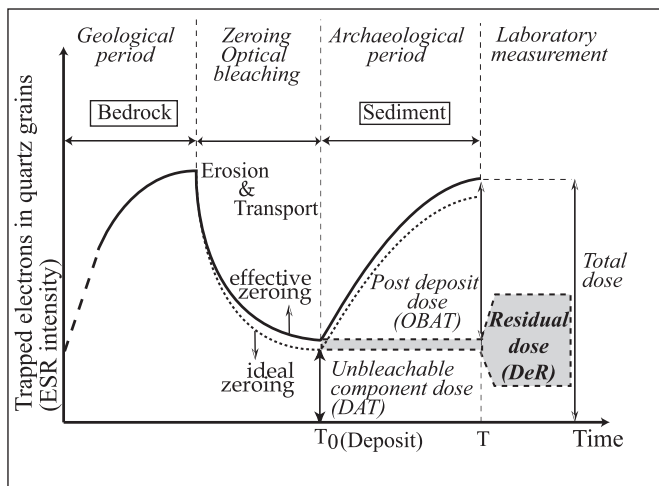 Geological
period
Zeroing
Optical
bleaching
Archaeological
period
Laboratory
measurement
Bedrock
Sediment
Trapped electrons in quartz grains
(ESR intensity)
Erosion
&
Transport
effective
zeroing
ideal
zeroing
Post deposit
dose
(OBAT)
Unbleachable
component dose
(DAT)
Residual
dose
(DeR)
Total
dose
T0 (Deposit)
T
Time